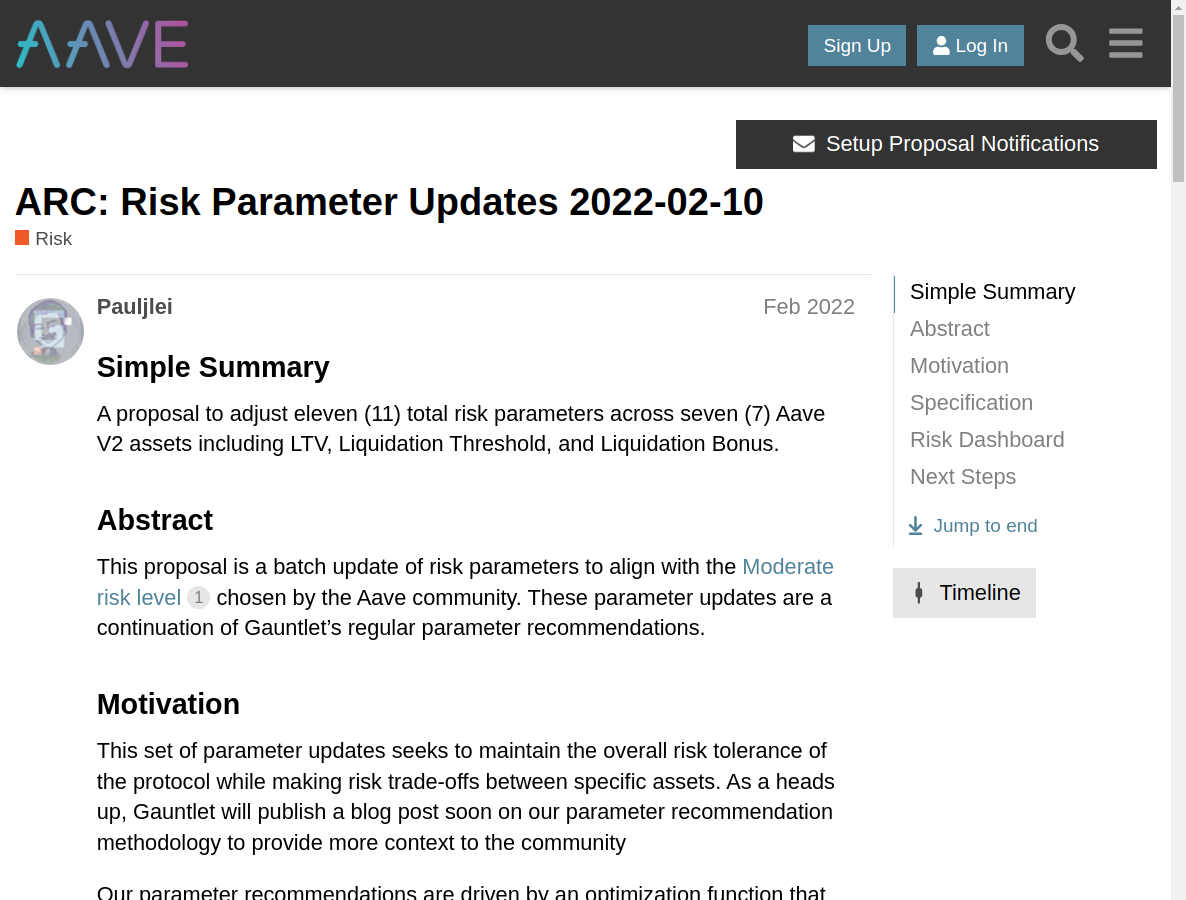 AAVE
Sign Up
Log In
Setup Proposal Notifications
ARC: Risk Parameter Updates 2022-02-10
Risk
Pauljlei
Feb 2022
Simple Summary
A proposal to adjust eleven (11) total risk parameters across seven (7) Aave
V2 assets including LTV, Liquidation Threshold, and Liquidation Bonus.
Abstract
This proposal is a batch update of risk parameters to align with the Moderate
risk level 1 chosen by the Aave community. These parameter updates are a
continuation of Gauntlet’s regular parameter recommendations.
Motivation
This set of parameter updates seeks to maintain the overall risk tolerance of
the protocol while making risk trade-offs between specific assets. As a heads
up, Gauntlet will publish a blog post soon on our parameter recommendation
methodology to provide more context to the community
Our parameter recommendations are driven by an optimization function that
Simple Summary
Abstract
Motivation
Specification
Risk Dashboard
Next Steps
Jump to end
Timeline